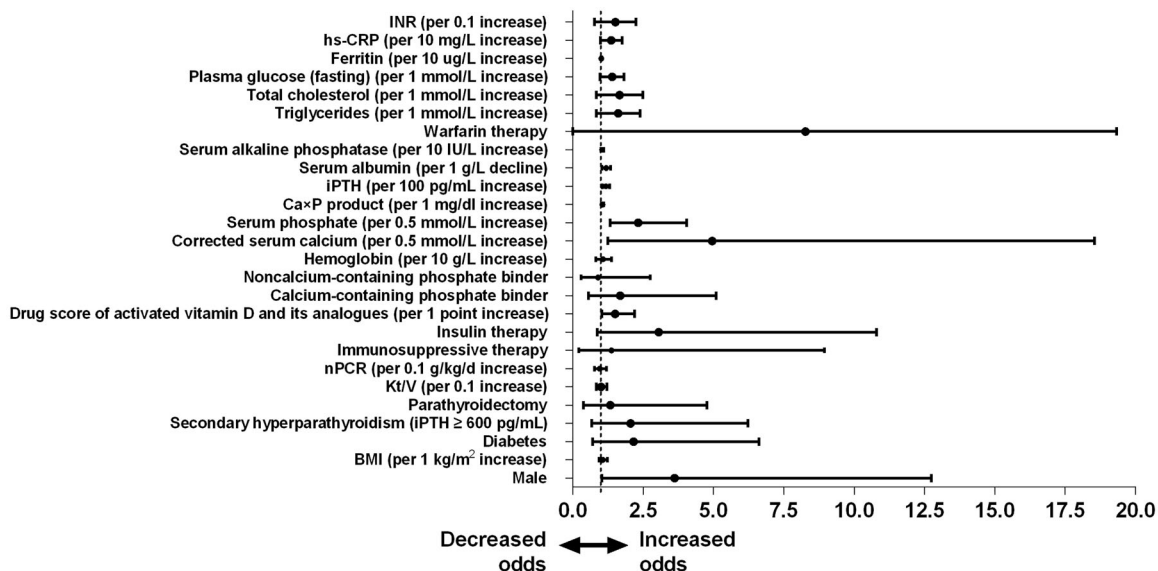 INR (per 0.1 increase)
hs-CRP (per 10 mg/L increase)
Ferritin (per 10 ug/L increase)
Plasma glucose (fasting) (per 1 mmol/L increase)
Total cholesterol (per 1 mmol/L increase)
Triglycerides (per 1 mmol/L increase)
Warfarin therapy
Serum alkaline phosphatase (per 10 IU/L increase)
Serum albumin (per 1 g/L decline)
iPTH (per 100 pg/mL increase)
Ca×P product (per 1 mg/dl increase)
Serum phosphate (per 0.5 mmol/L increase)
Corrected serum calcium (per 0.5 mmol/L increase)
Hemoglobin (per 10 g/L increase)
Noncalcium-containing phosphate binder
Calcium-containing phosphate binder
Drug score of activated vitamin D and its analogues (per 1 point increase)
Insulin therapy
Immunosuppressive therapy
nPCR (per 0.1 g/kg/d increase)
Kt/V (per 0.1 increase)
Parathyroidectomy
Secondary hyperparathyroidism (iPTH ≥ 600 pg/mL)
Diabetes
BMI (per 1 kg/m² increase)
Male
0.0 2.5 5.0 7.5 10.0 12.5 15.0 17.5 20.0
Decreased odds
Increased odds